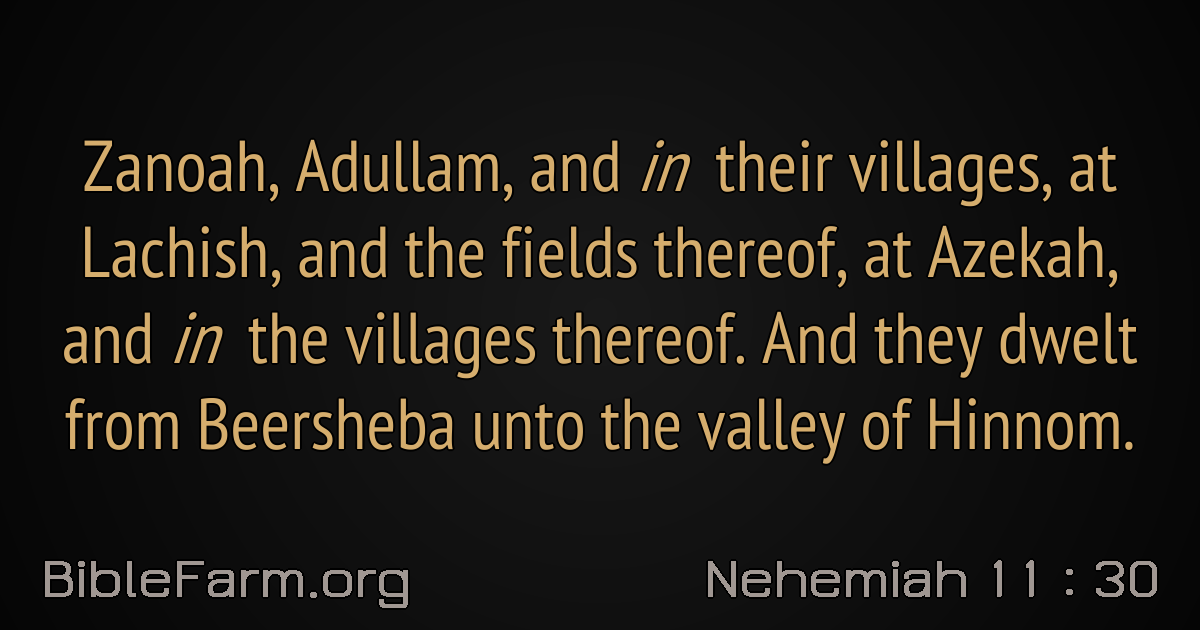 Zanoah, Adullam, and in their villages, at
Lachish, and the fields thereof, at Azekah,
and in the villages thereof. And they dwelt
from Beersheba unto the valley of Hinnom.
BibleFarm.org
Nehemiah 11 : 30